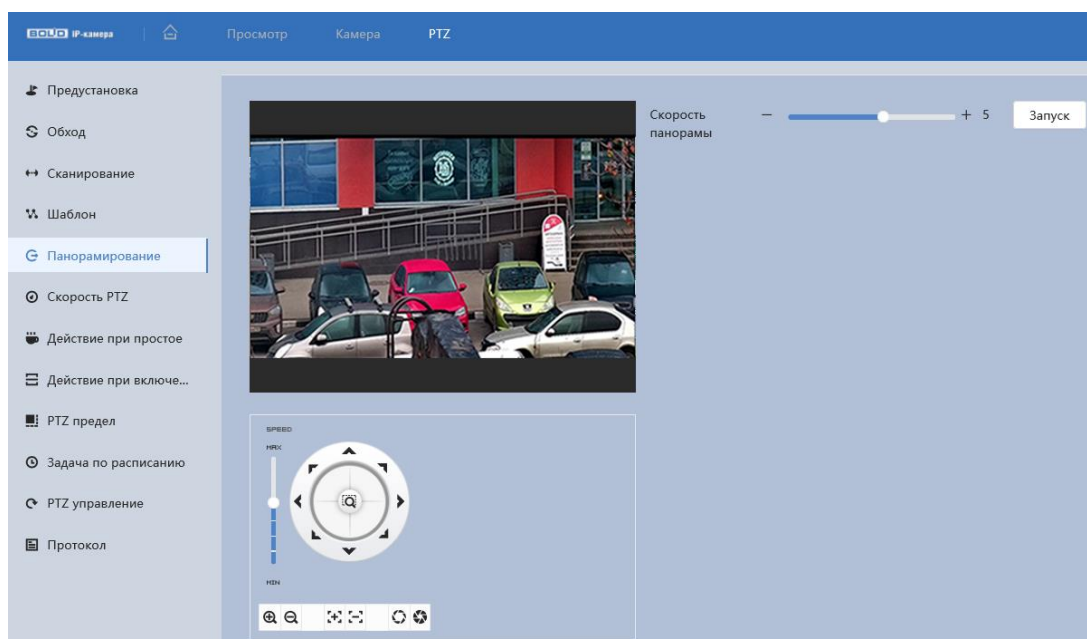 BOLID IP-камера
Просмотр
Камера
PTZ
Предустановка
Обход
Сканирование
Шаблон
Панорамирование
Скорость PTZ
Действие при простое
Действие при включе...
PTZ предел
Задача по расписанию
PTZ управление
Протокол
Скорость
панорамы
5
Запуск
SPEED
MAX
MIN